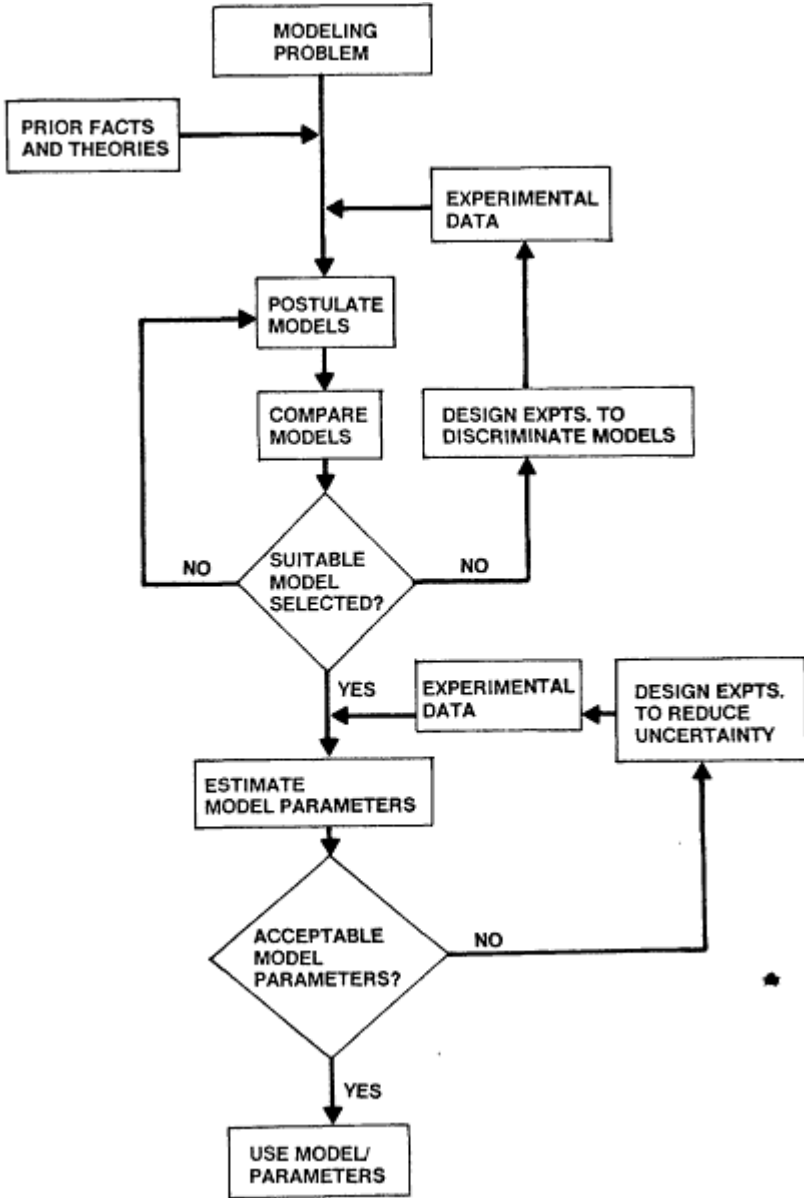 MODELING
PROBLEM
PRIOR FACTS
AND THEORIES
EXPERIMENTAL
DATA
POSTULATE
MODELS
COMPARE
MODELS
DESIGN EXPTS. TO
DISCRIMINATE MODELS
NO
SUITABLE
MODEL
SELECTED?
NO
YES
EXPERIMENTAL
DATA
DESIGN EXPTS.
TO REDUCE
UNCERTAINTY
ESTIMATE
MODEL PARAMETERS
ACCEPTABLE
MODEL
PARAMETERS?
NO
YES
USE MODEL/
PARAMETERS